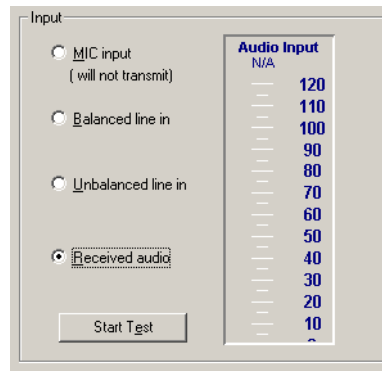 Input
MIC input
( will not transmit)
Balanced line in
Unbalanced line in
Received audio
Start Test
Audio Input
N/A
120
110
100
90
80
70
60
50
40
30
20
10